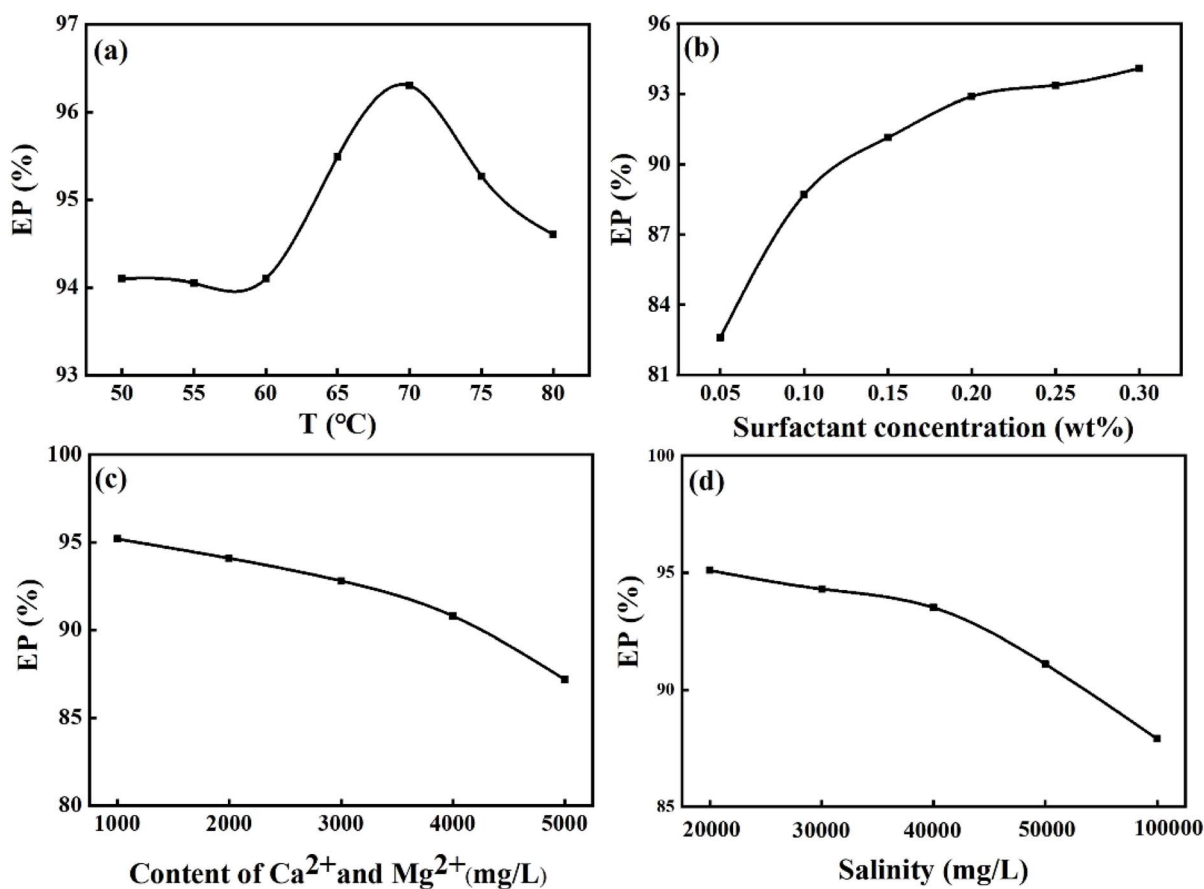 (a)
EP (%)
97
96
95
94
93
50 55 60 65 70 75 80
T (°C)
(b)
EP (%)
96
93
90
87
84
81
0.05 0.10 0.15 0.20 0.25 0.30
Surfactant concentration (wt%)
(c)
EP (%)
100
95
90
85
80
1000 2000 3000 4000 5000
Content of Ca²⁺ and Mg²⁺(mg/L)
(d)
EP (%)
100
95
90
85
20000 30000 40000 50000 100000
Salinity (mg/L)